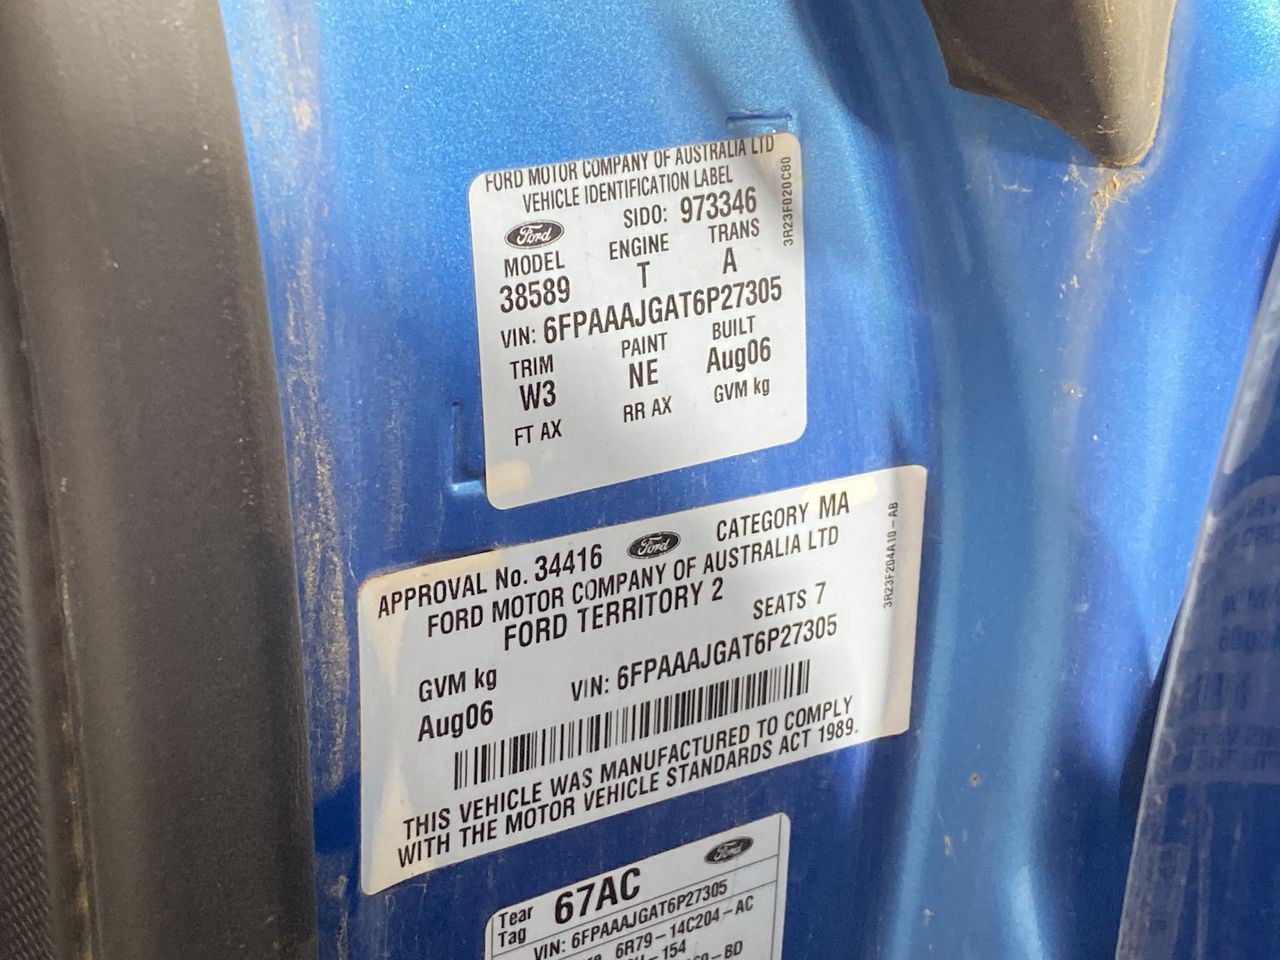 FORD MOTOR COMPANY OF AUSTRALIA LTD
VEHICLE IDENTIFICATION LABEL
Ford SIDO: 973346
MODEL ENGINE TRANS
38589 T A
VIN: 6FPAAAJGAT6P27305
TRIM PAINT BUILT
W3 NE Aug06
FT AX RR AX GVM kg
3R23F020C80
APPROVAL No. 34416 Ford CATEGORY MA
FORD MOTOR COMPANY OF AUSTRALIA LTD
FORD TERRITORY 2
SEATS 7
GVM kg
VIN: 6FPAAAJGAT6P27305
Aug06
THIS VEHICLE WAS MANUFACTURED TO COMPLY
WITH THE MOTOR VEHICLE STANDARDS ACT 1989.
3R23F204A10-AB
Ford
Tear 67AC
Tag
VIN: 6FPAAAJGAT6P27305
6R79-14C204-AC
-154
-BD